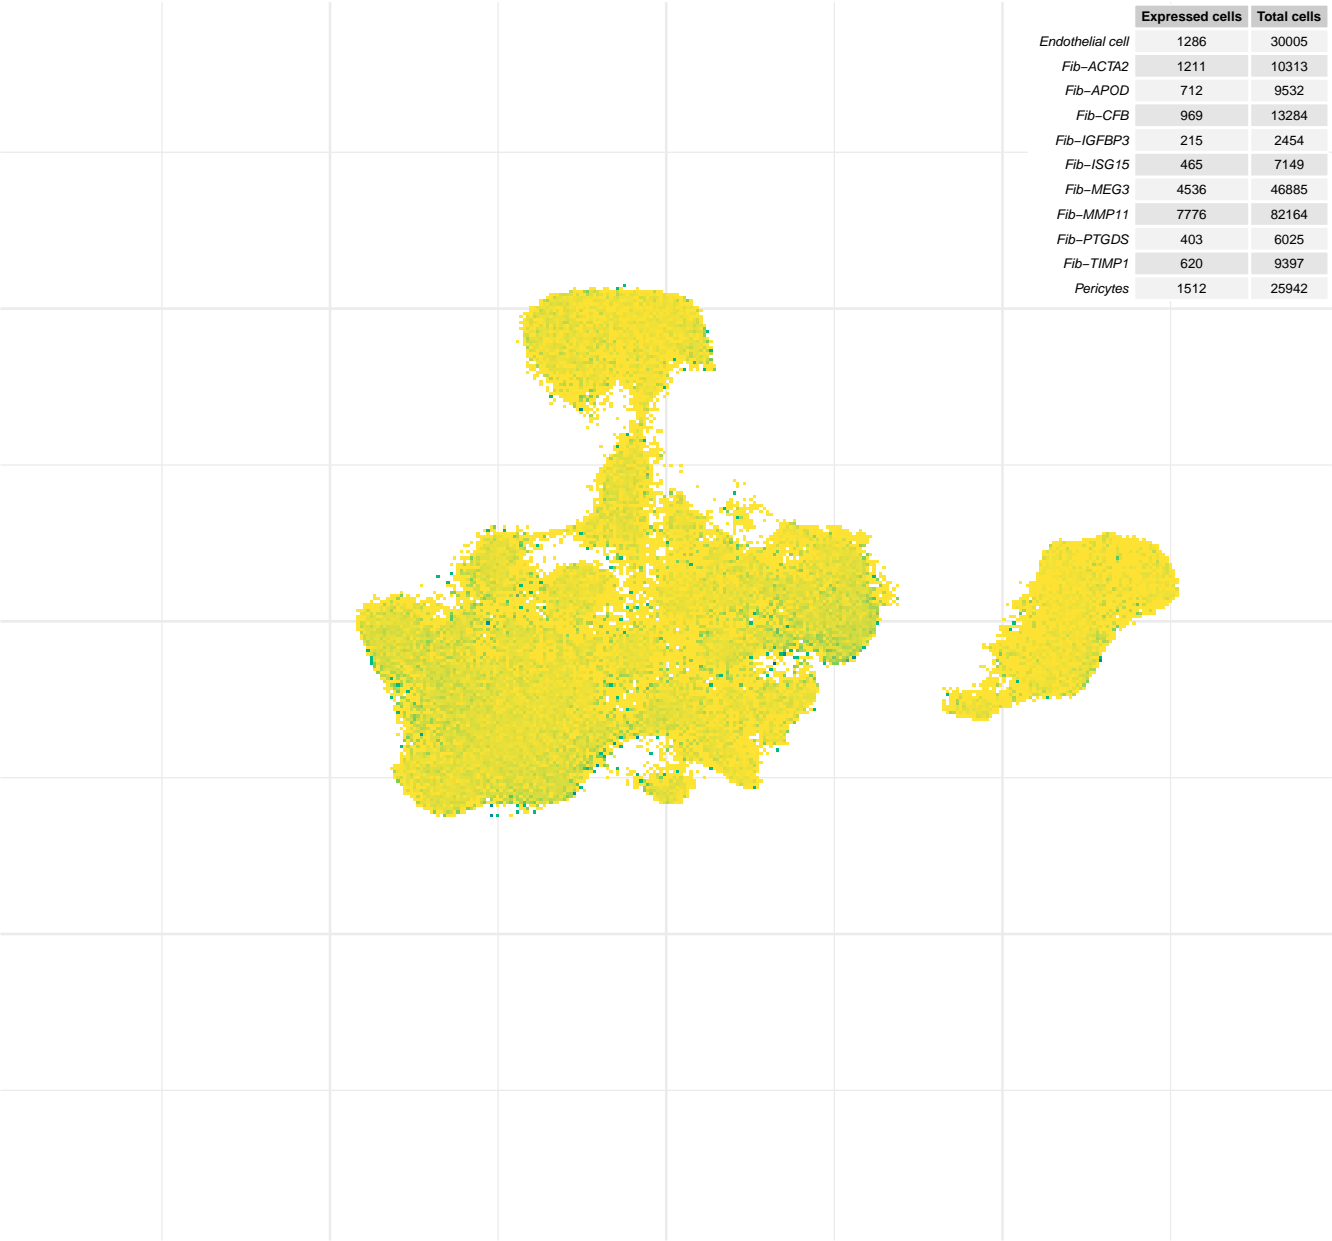 Expressed cells Total cells
Endothelial cell 1286 30005
Fib−ACTA2 1211 10313
Fib−APOD 712 9532
Fib−CFB 969 13284
Fib−IGFBP3 215 2454
Fib−ISG15 465 7149
Fib−MEG3 4536 46885
Fib−MMP11 7776 82164
Fib−PTGDS 403 6025
Fib−TIMP1 620 9397
Pericytes 1512 25942